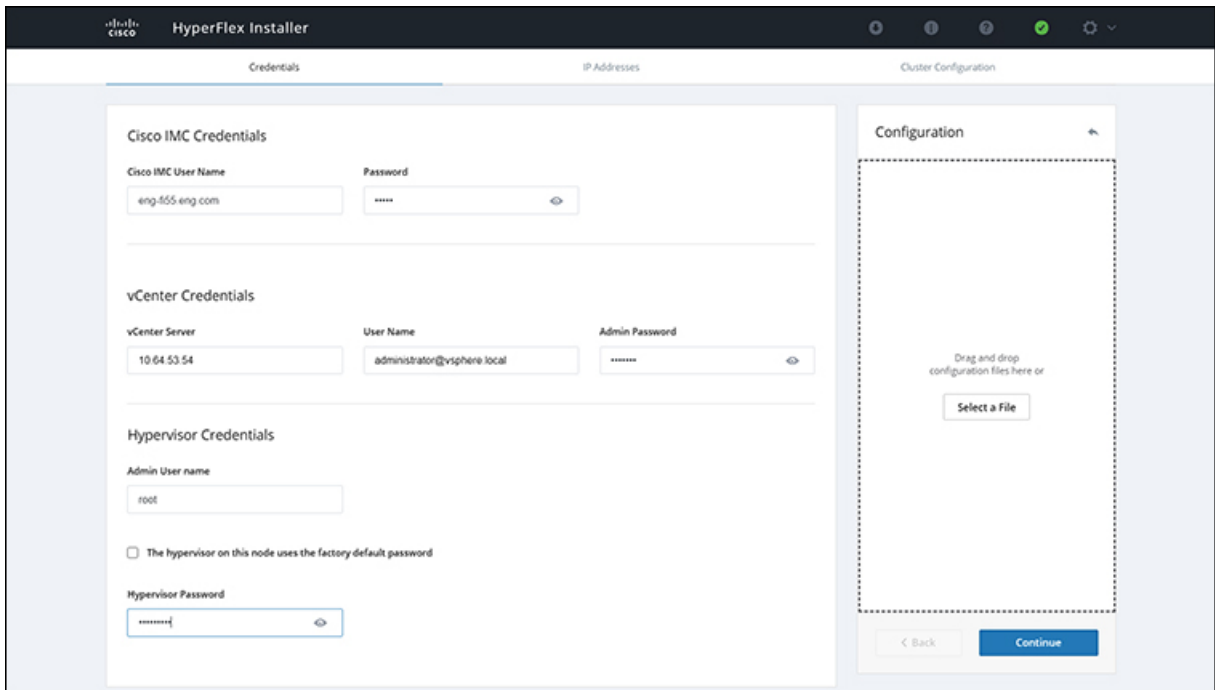 CISCO HyperFlex Installer
Credentials IP Addresses Cluster Configuration
Cisco IMC Credentials
Cisco IMC User Name Password
eng-fi55.eng.com •••••
vCenter Credentials
vCenter Server User Name Admin Password
10.64.53.54 administrator@vsphere.local •••••••
Hypervisor Credentials
Admin User name
root
The hypervisor on this node uses the factory default password
Hypervisor Password
•••••••••
Configuration
Drag and drop
configuration files here or
Select a File
< Back Continue